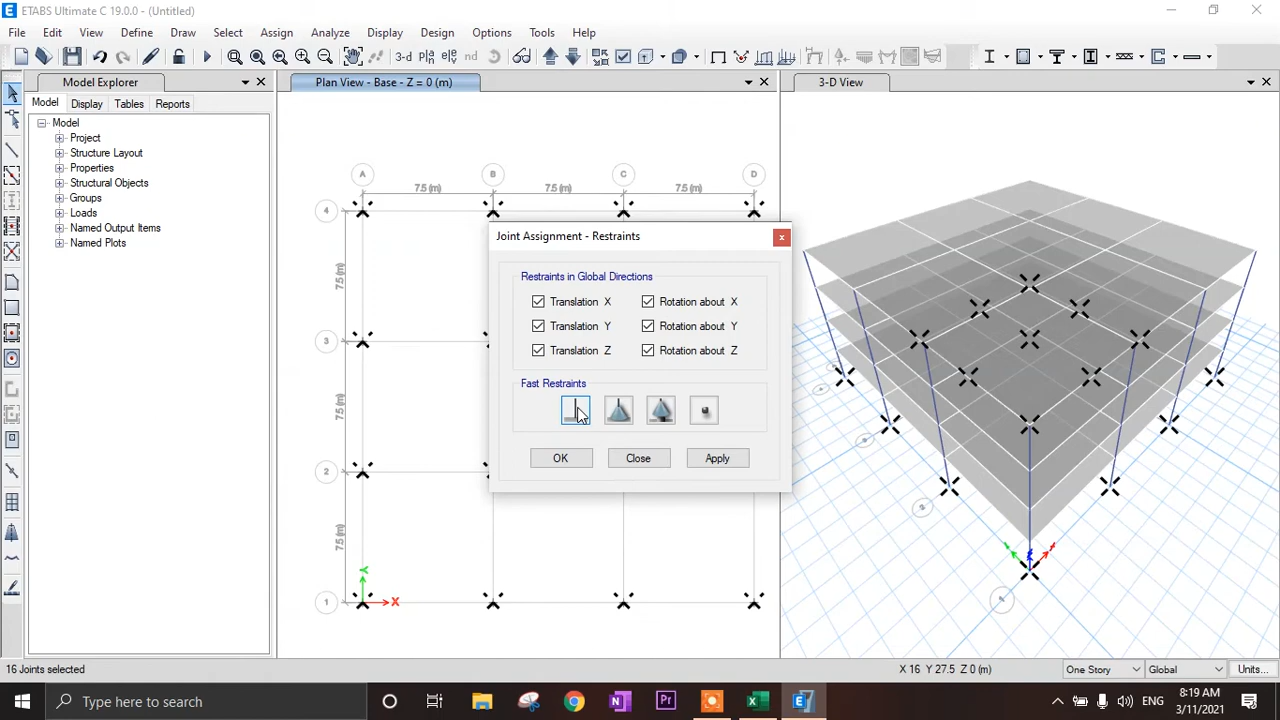 ETABS Ultimate C 19.0.0 - (Untitled)
File Edit View Define Draw Select Assign Analyze Display Design Options Tools Help
3-d pla ele nd
Model Explorer
Plan View - Base - Z = 0 (m)
3-D View
Model Display Tables Reports
Model
Project
Structure Layout
Properties
Structural Objects
Groups
Loads
Named Output Items
Named Plots
A B C D
7.5 (m) 7.5 (m) 7.5 (m)
4
7.5 (m)
3
7.5 (m)
2
7.5 (m)
1
Y
X
Joint Assignment - Restraints
Restraints in Global Directions
Translation X Rotation about X
Translation Y Rotation about Y
Translation Z Rotation about Z
Fast Restraints
OK Close Apply
16 Joints selected
X 16 Y 27.5 Z 0 (m)
One Story
Global
Units...
Type here to search
ENG
8:19 AM
3/11/2021